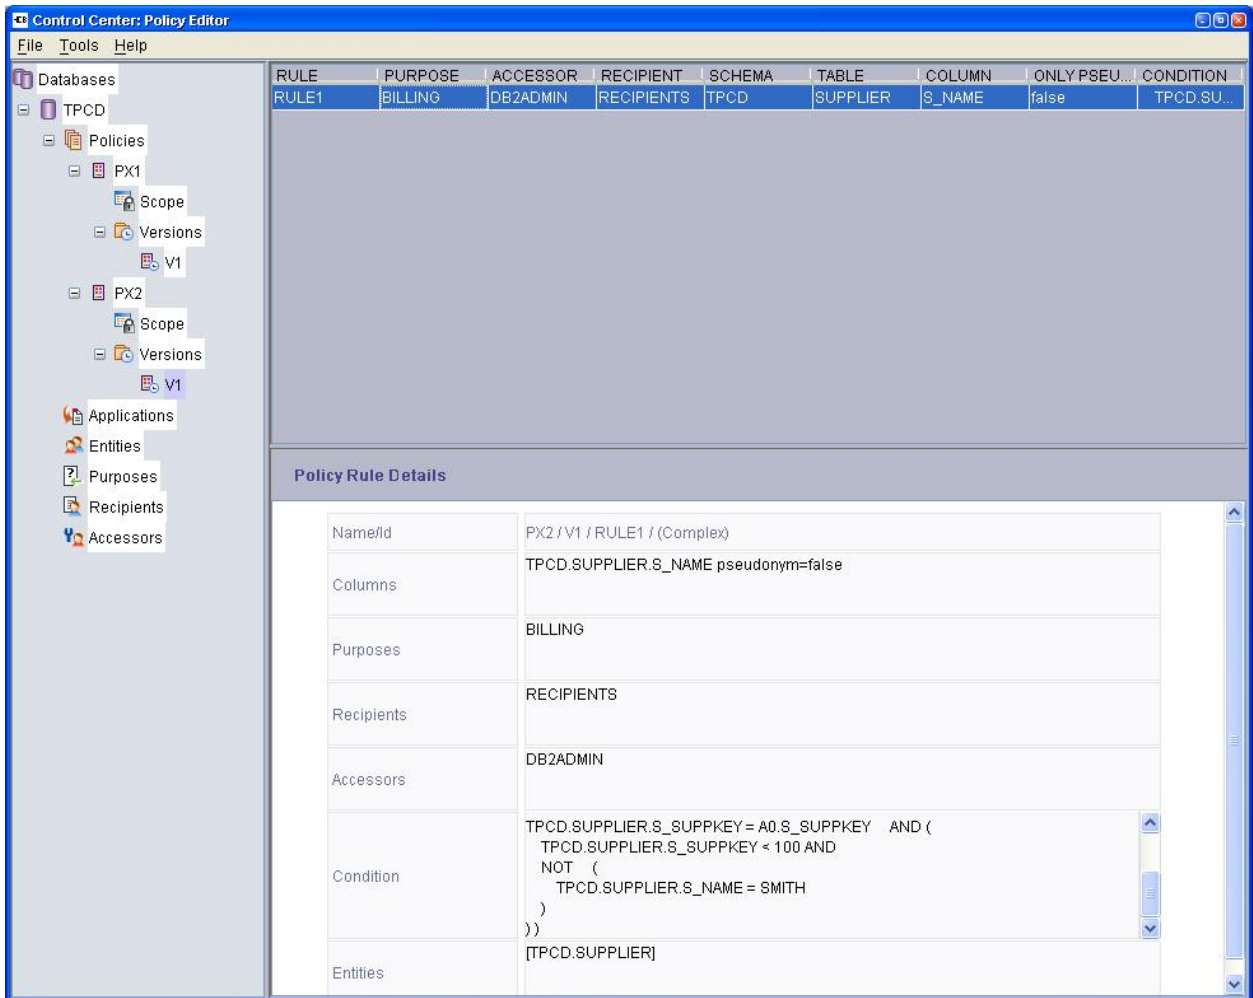 Control Center: Policy Editor
File Tools Help
Databases
TPCD
Policies
PX1
Scope
Versions
V1
PX2
Scope
Versions
V1
Applications
Entities
Purposes
Recipients
Accessors
RULE PURPOSE ACCESSOR RECIPIENT SCHEMA TABLE COLUMN ONLY PSEU... CONDITION
RULE1 BILLING DB2ADMIN RECIPIENTS TPCD SUPPLIER S_NAME false TPCD.SU...
Policy Rule Details
Name/Id PX2 / V1 / RULE1 / (Complex)
Columns TPCD.SUPPLIER.S_NAME pseudonym=false
Purposes BILLING
Recipients RECIPIENTS
Accessors DB2ADMIN
Condition
TPCD.SUPPLIER.S_SUPPKEY = A0.S_SUPPKEY AND (
TPCD.SUPPLIER.S_SUPPKEY < 100 AND
NOT (
TPCD.SUPPLIER.S_NAME = SMITH
)
) )
Entities [TPCD.SUPPLIER]